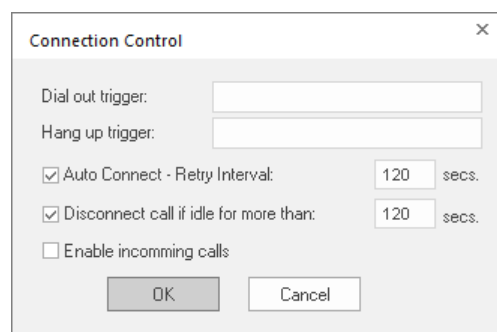 Connection Control
Dial out trigger:
Hang up trigger:
Auto Connect - Retry Interval: 120 secs.
Disconnect call if idle for more than: 120 secs.
Enable incomming calls
OK Cancel